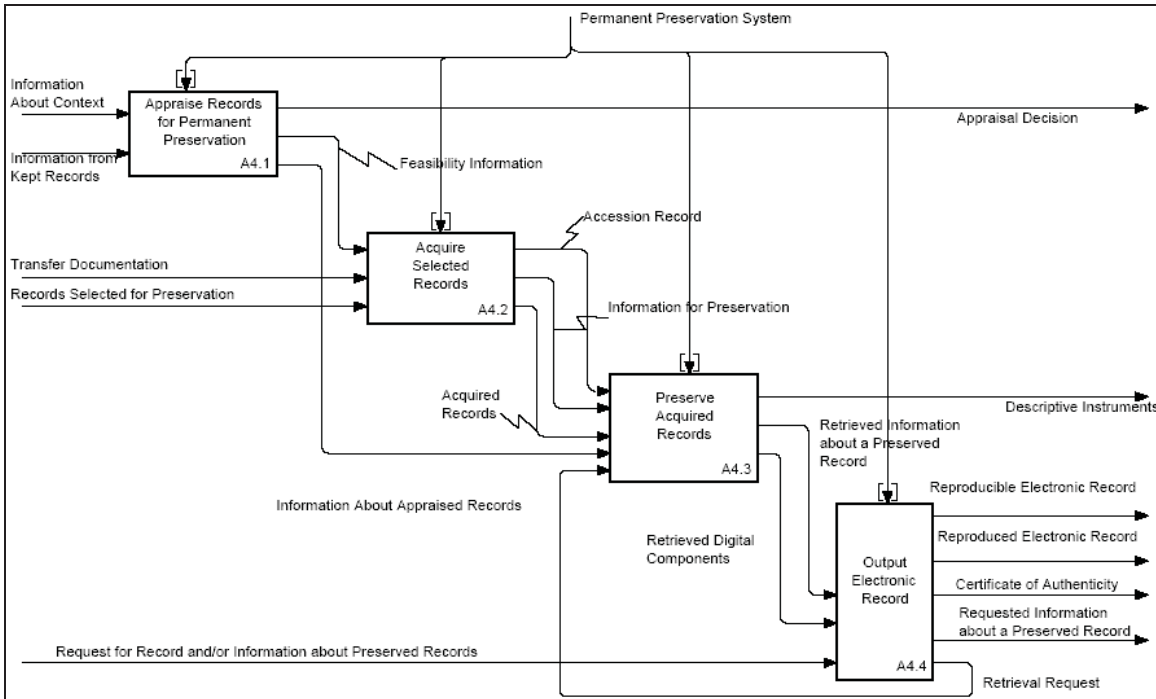 Permanent Preservation System
Information
About Context
Appraise Records
for Permanent
Preservation
A4.1
Appraisal Decision
Information from
Kept Records
Feasibility Information
Accession Record
Acquire
Selected
Records
A4.2
Transfer Documentation
Records Selected for Preservation
Information for Preservation
Acquired
Records
Preserve
Acquired
Records
A4.3
Descriptive Instruments
Retrieved Information
about a Preserved
Record
Information About Appraised Records
Retrieved Digital
Components
Reproducible Electronic Record
Reproduced Electronic Record
Output
Electronic
Record
A4.4
Certificate of Authenticity
Requested Information
about a Preserved Record
Request for Record and/or Information about Preserved Records
Retrieval Request